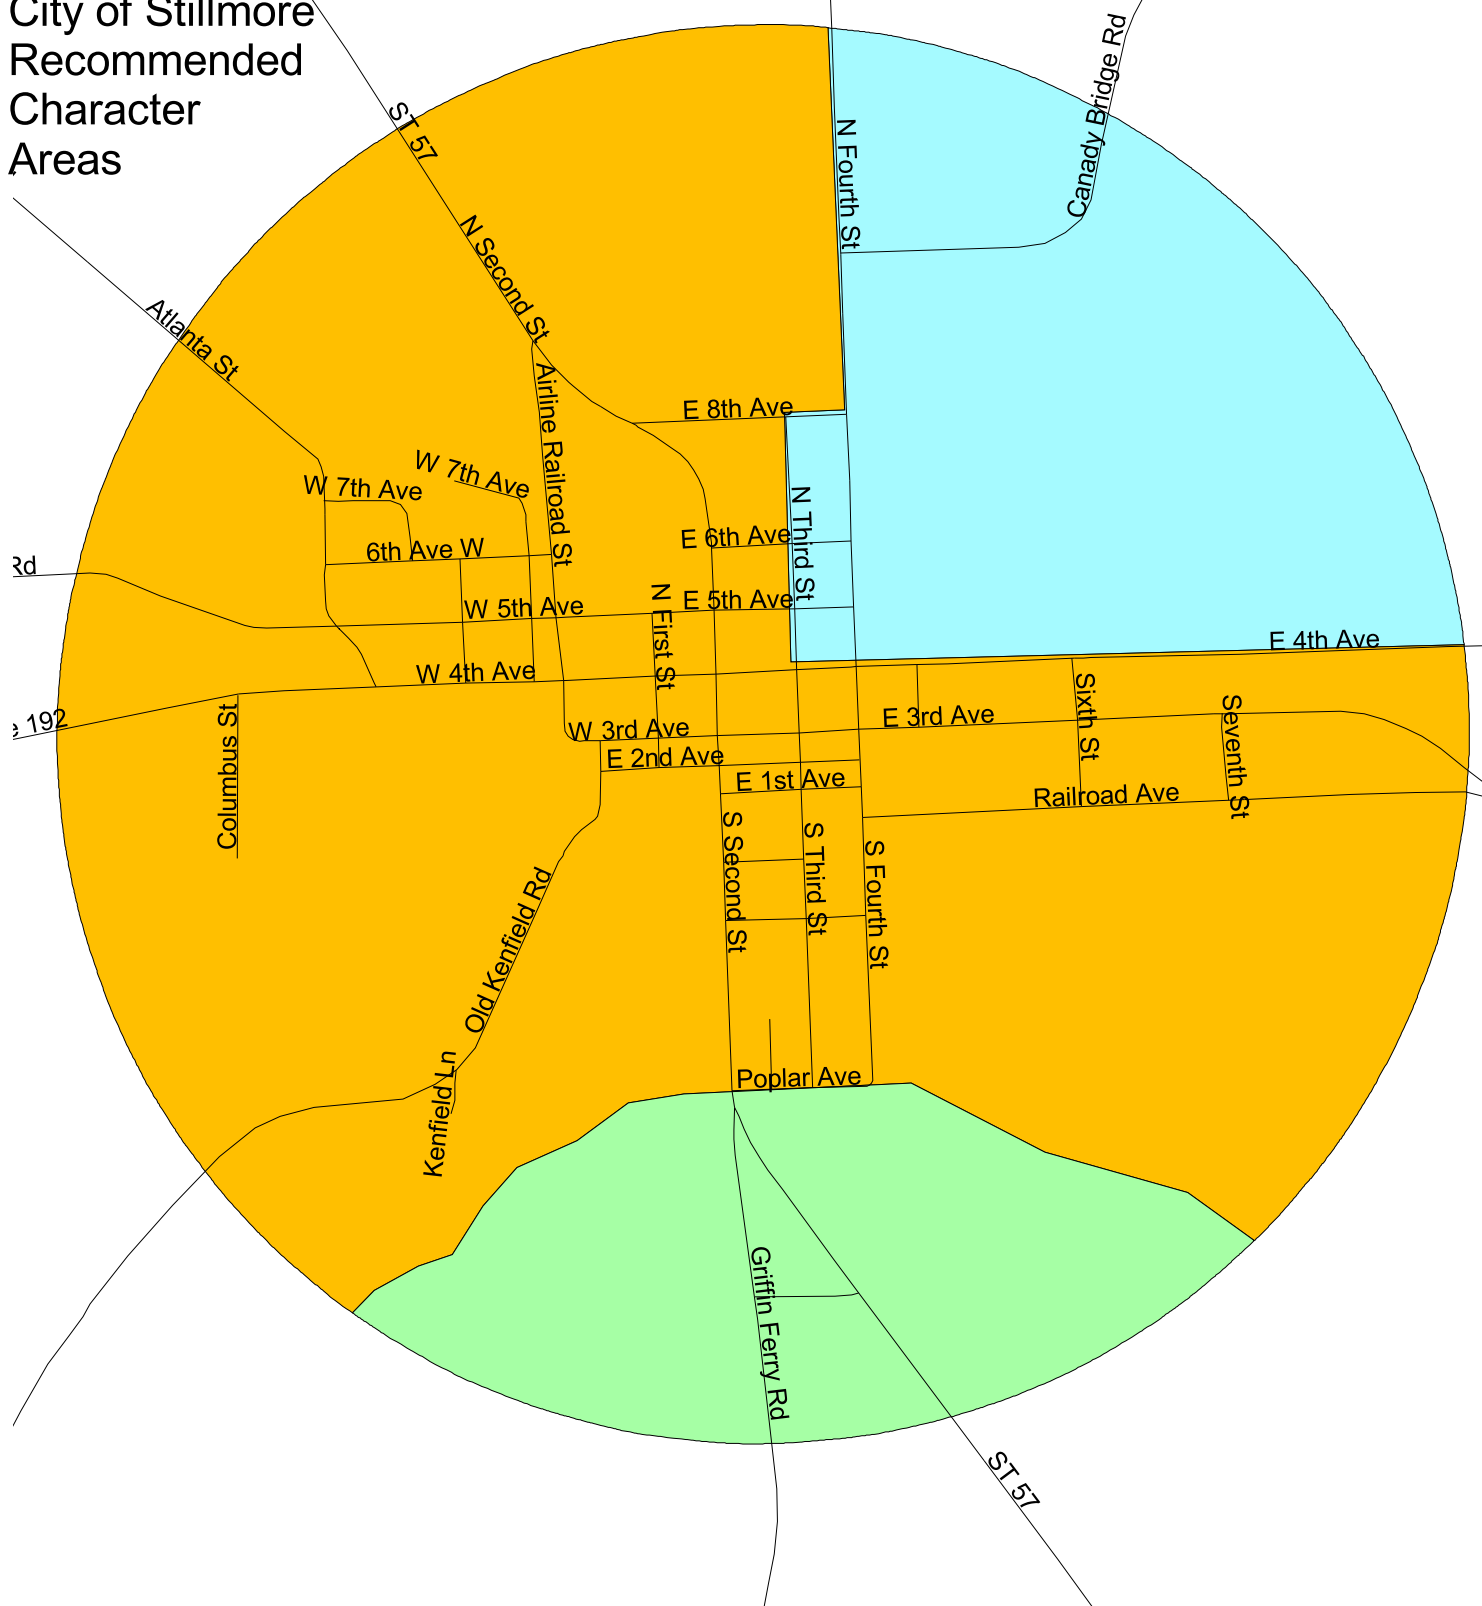 City of Stillmore
Recommended
Character
Areas
ST 57
N Fourth St
Canady Bridge Rd
N Second St
Atlanta St
Airline Railroad St
E 8th Ave
W 7th Ave
W 7th Ave
N Third St
6th Ave W
E 6th Ave
Rd
W 5th Ave
E 5th Ave
N First St
E 4th Ave
W 4th Ave
192
Columbus St
W 3rd Ave
E 3rd Ave
Sixth St
Seventh St
E 2nd Ave
E 1st Ave
Railroad Ave
S Second St
S Third St
S Fourth St
Old Kenfield Rd
Kenfield Ln
Poplar Ave
Griffin Ferry Rd
ST 57